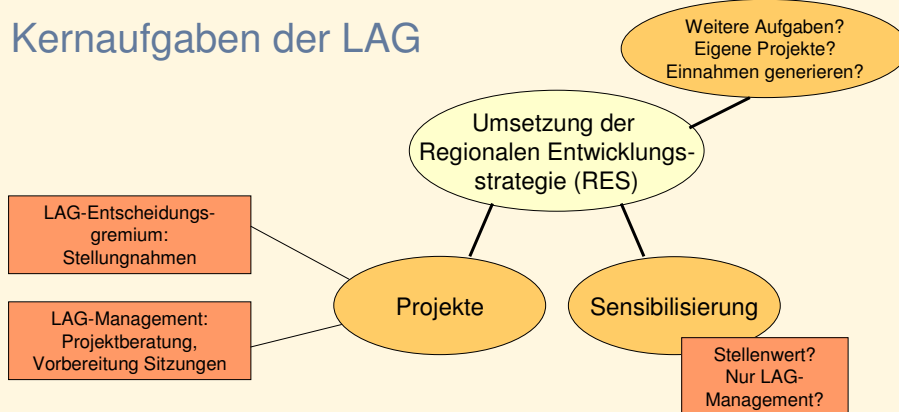 Kernaufgaben der LAG
Weitere Aufgaben?
Eigene Projekte?
Einnahmen generieren?
Umsetzung der
Regionalen Entwicklungs-
strategie (RES)
LAG-Entscheidungs-
gremium:
Stellungnahmen
LAG-Management:
Projektberatung,
Vorbereitung Sitzungen
Projekte
Sensibilisierung
Stellenwert?
Nur LAG-
Management?